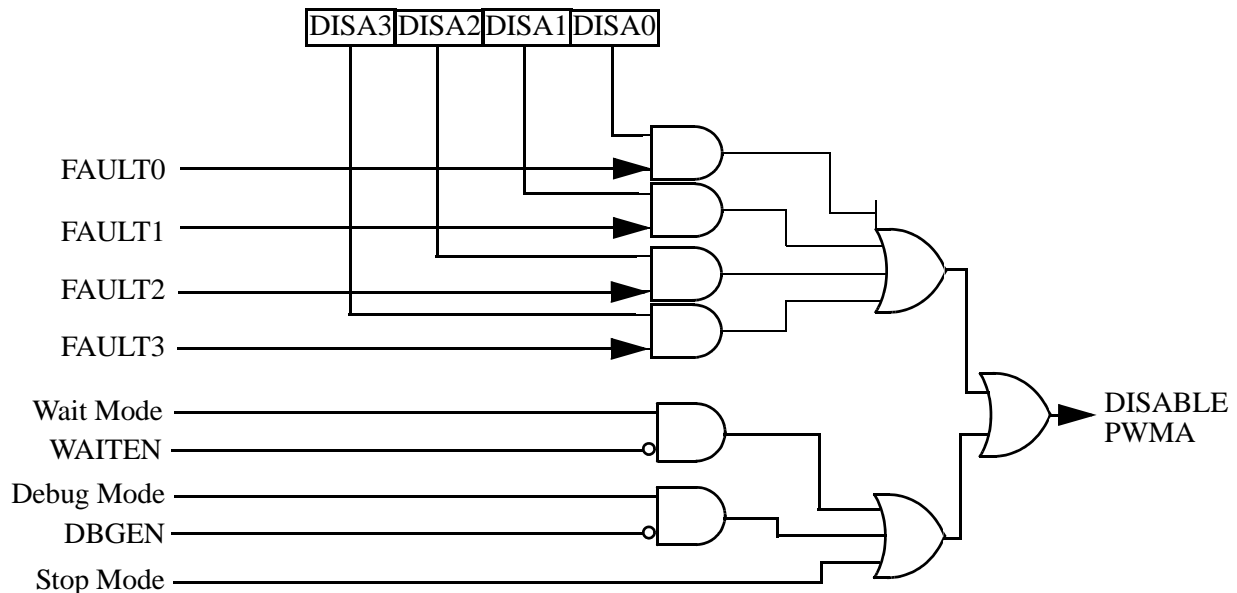 DISA3 DISA2 DISA1 DISA0
FAULT0
FAULT1
FAULT2
FAULT3
Wait Mode
WAITEN
Debug Mode
DBGEN
Stop Mode
DISABLE
PWMA